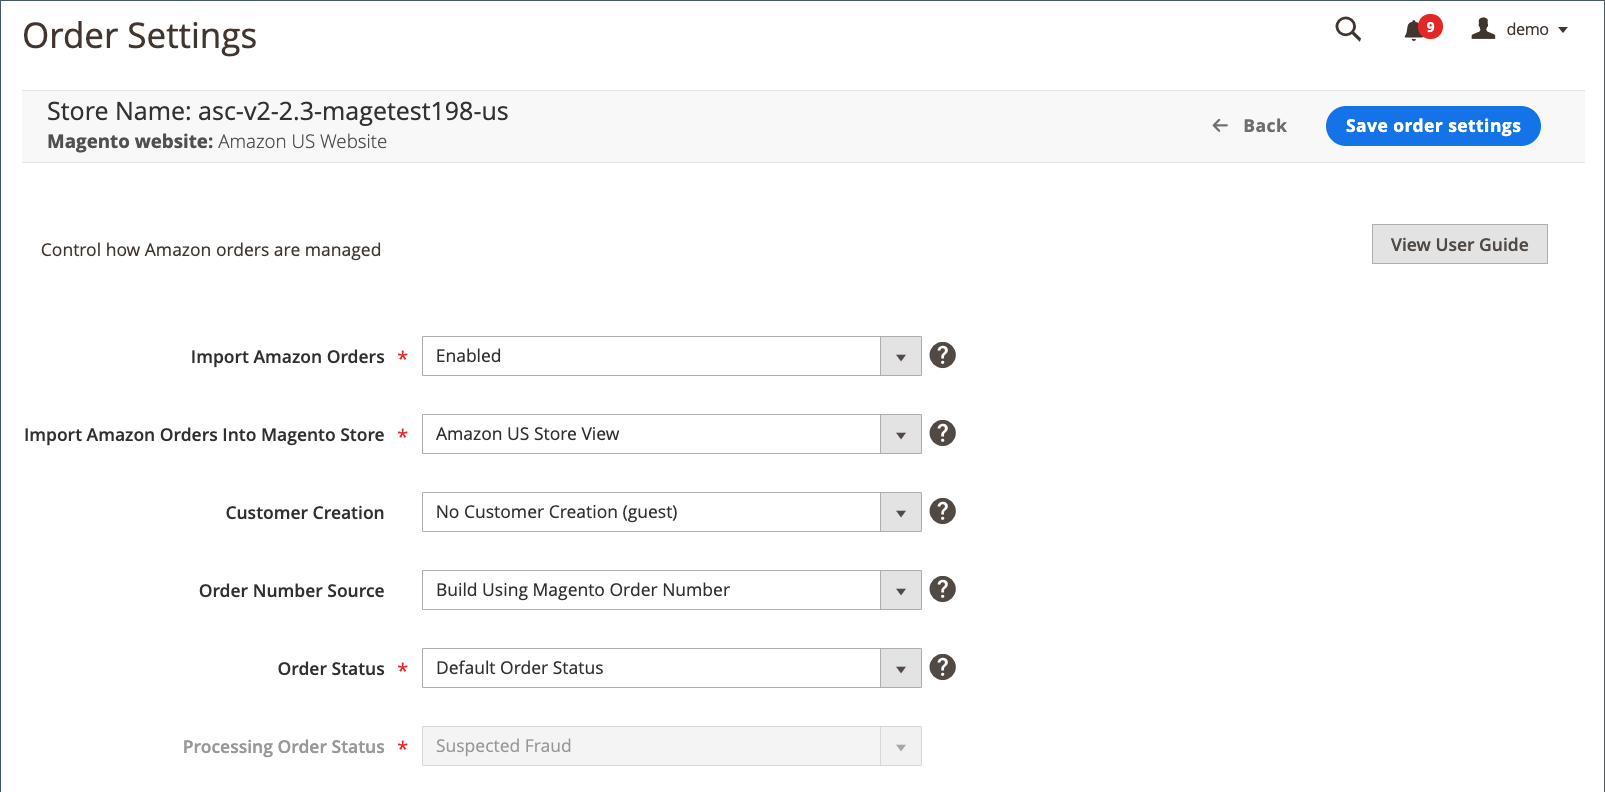 Order Settings
9
demo
Store Name: asc-v2-2.3-magetest198-us
Magento website: Amazon US Website
Back
Save order settings
Control how Amazon orders are managed
View User Guide
Import Amazon Orders *
Enabled
?
Import Amazon Orders Into Magento Store *
Amazon US Store View
?
Customer Creation
No Customer Creation (guest)
?
Order Number Source
Build Using Magento Order Number
?
Order Status *
Default Order Status
?
Processing Order Status *
Suspected Fraud